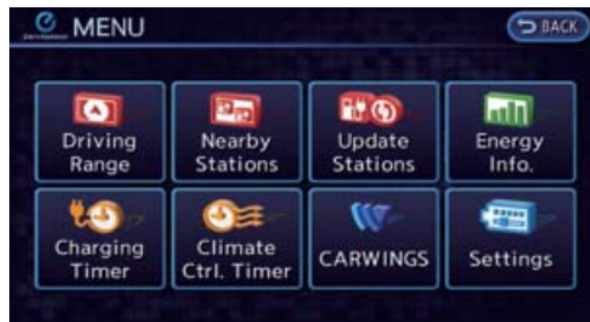 MENU
BACK
Driving
Range
Nearby
Stations
Update
Stations
Energy
Info.
Charging
Timer
Climate
Ctrl. Timer
CARWINGS
Settings